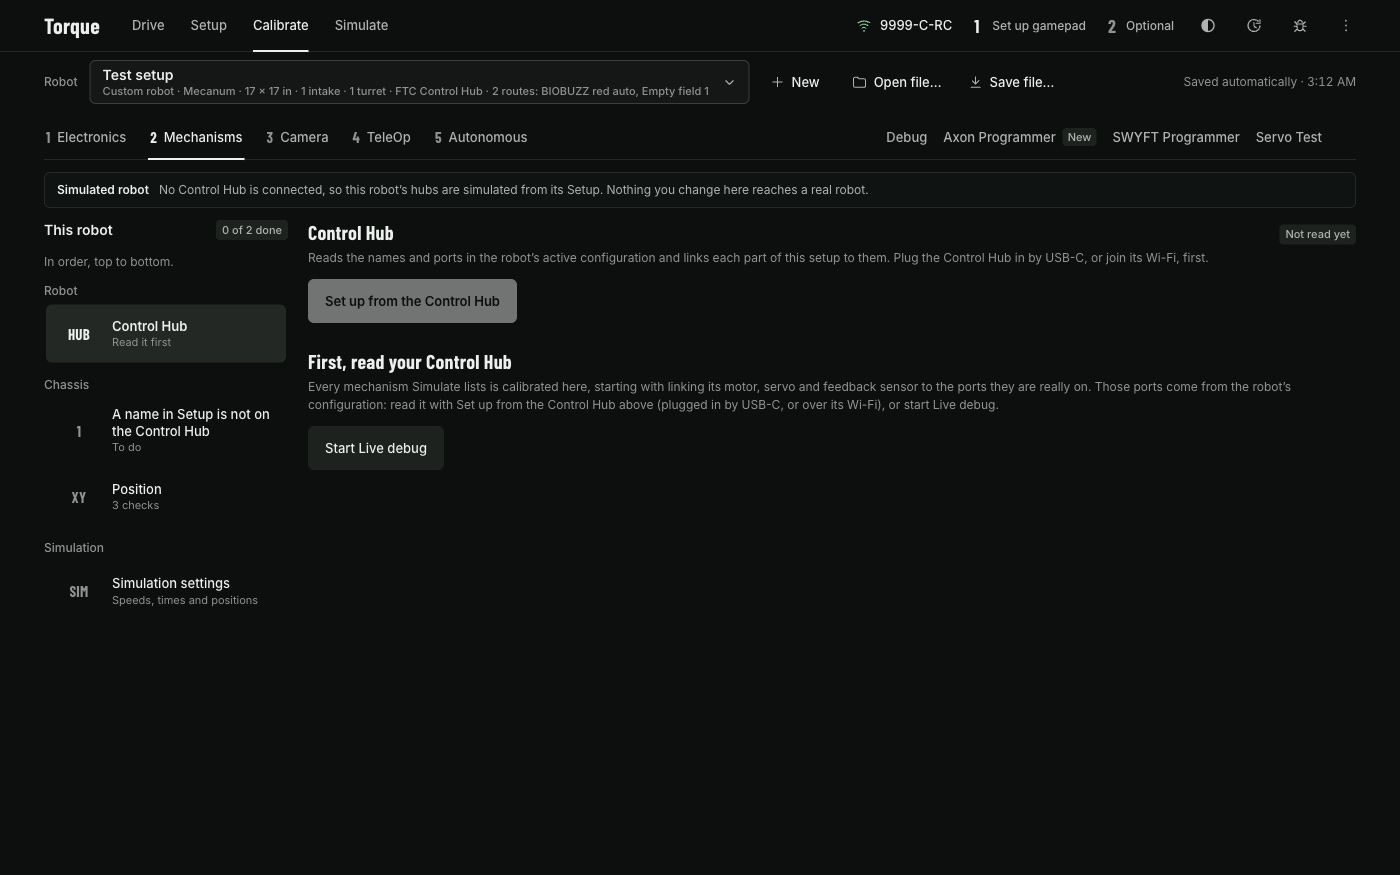 Torque
Drive
Setup
Calibrate
Simulate
9999-C-RC
1 Set up gamepad
2 Optional
Robot
Test setup
Custom robot · Mecanum · 17 × 17 in · 1 intake · 1 turret · FTC Control Hub · 2 routes: BIOBUZZ red auto, Empty field 1
New
Open file...
Save file...
Saved automatically · 3:12 AM
1 Electronics
2 Mechanisms
3 Camera
4 TeleOp
5 Autonomous
Debug
Axon Programmer New
SWYFT Programmer
Servo Test
Simulated robot No Control Hub is connected, so this robot's hubs are simulated from its Setup. Nothing you change here reaches a real robot.
This robot
0 of 2 done
In order, top to bottom.
Robot
HUB
Control Hub
Read it first
Chassis
1
A name in Setup is not on
the Control Hub
To do
XY
Position
3 checks
Simulation
SIM
Simulation settings
Speeds, times and positions
Control Hub
Not read yet
Reads the names and ports in the robot's active configuration and links each part of this setup to them. Plug the Control Hub in by USB-C, or join its Wi-Fi, first.
Set up from the Control Hub
First, read your Control Hub
Every mechanism Simulate lists is calibrated here, starting with linking its motor, servo and feedback sensor to the ports they are really on. Those ports come from the robot's
configuration: read it with Set up from the Control Hub above (plugged in by USB-C, or over its Wi-Fi), or start Live debug.
Start Live debug